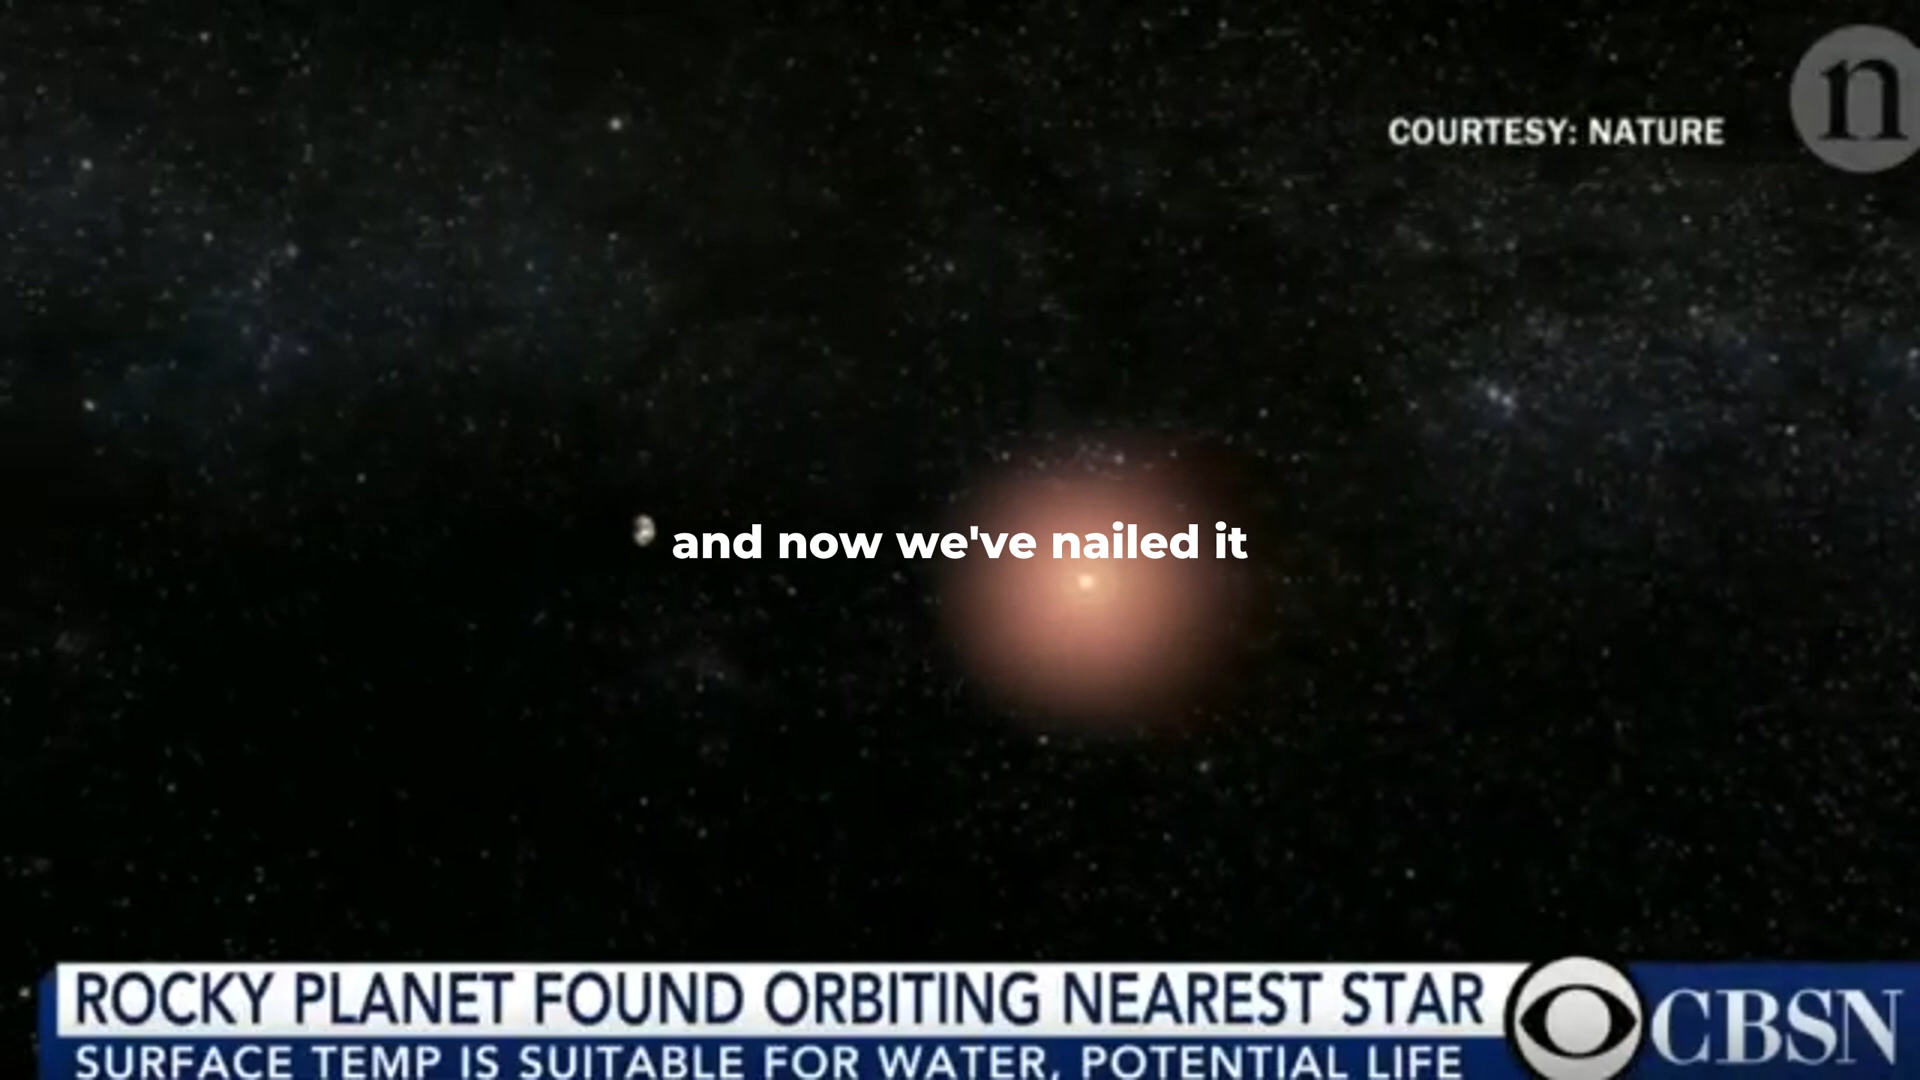 n
COURTESY: NATURE
and now we've nailed it
ROCKY PLANET FOUND ORBITING NEAREST STAR
SURFACE TEMP IS SUITABLE FOR WATER, POTENTIAL LIFE
CBSN